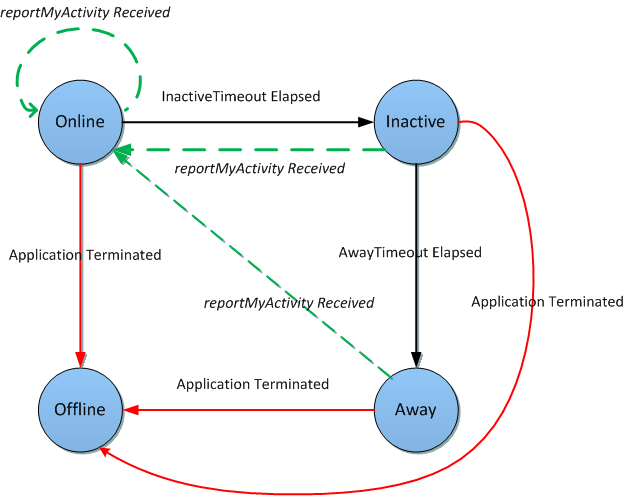 reportMyActivity Received
InactiveTimeout Elapsed
Online
Inactive
reportMyActivity Received
Application Terminated
AwayTimeout Elapsed
reportMyActivity Received
Application Terminated
Application Terminated
Offline
Away